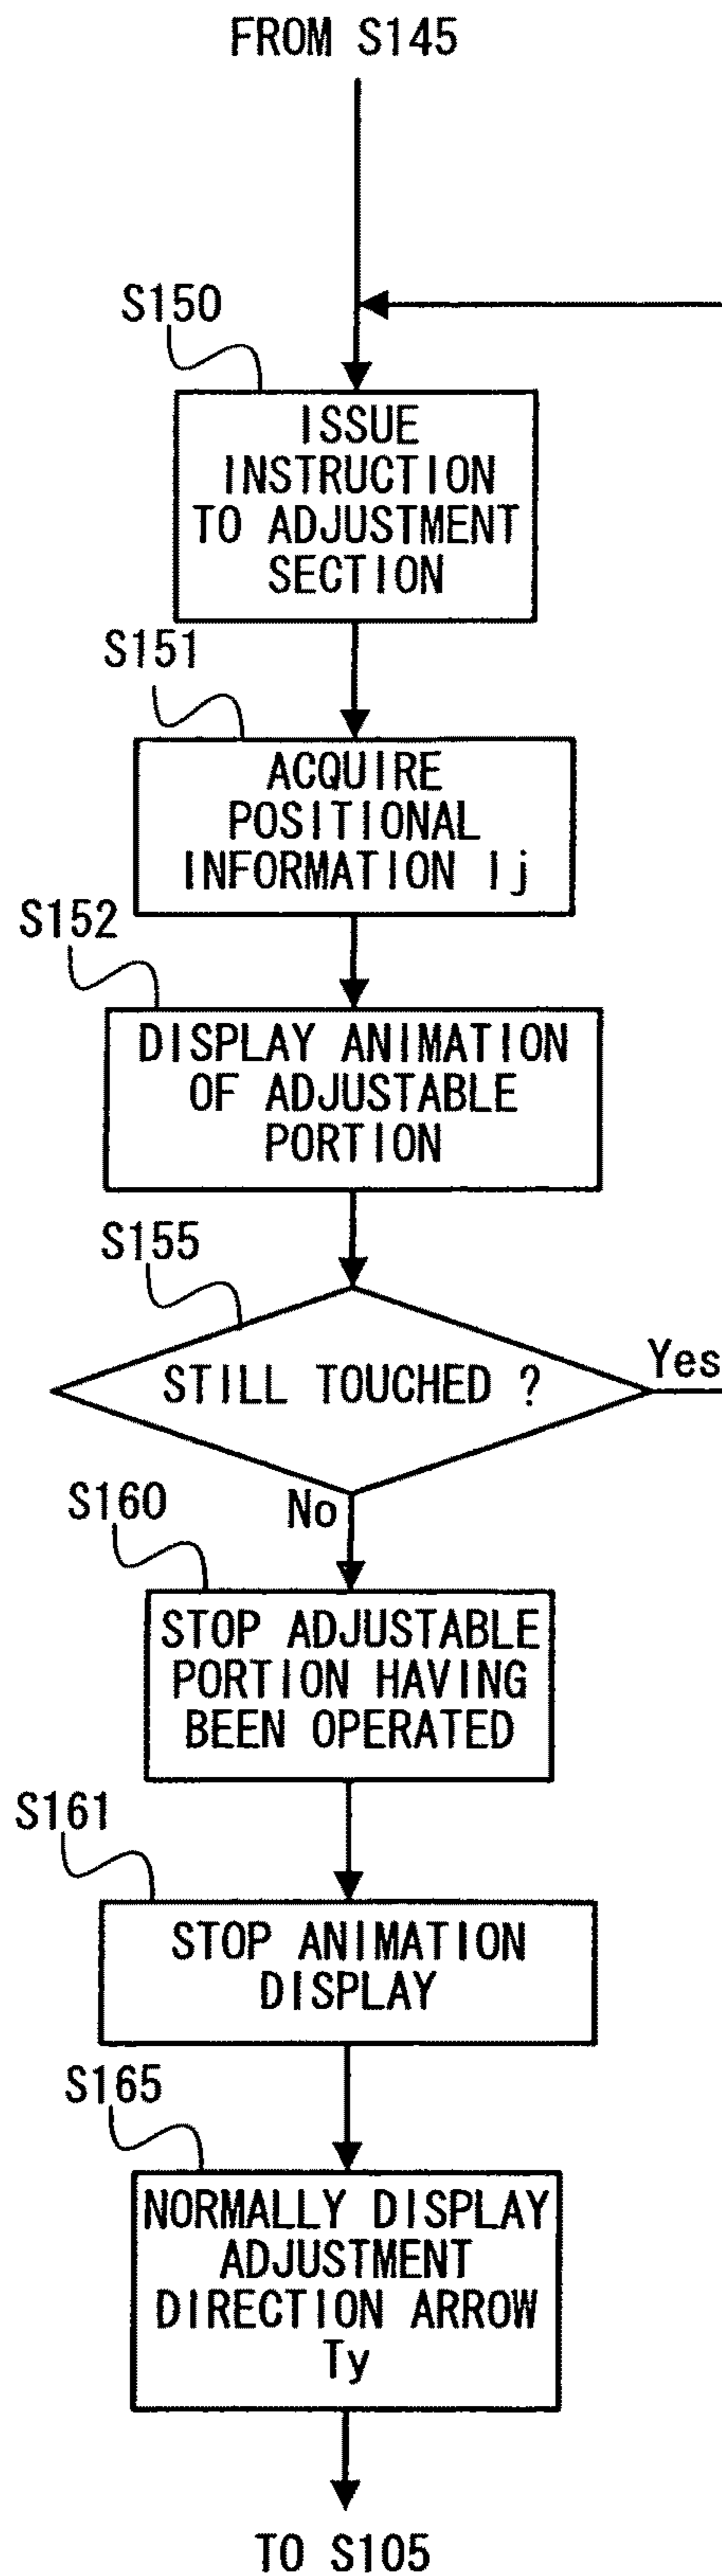 FROM S145
S150
ISSUE
INSTRUCTION
TO ADJUSTMENT
SECTION
S151
ACQUIRE
POSITIONAL
INFORMATION Ij
S152
DISPLAY ANIMATION
OF ADJUSTABLE
PORTION
S155
STILL TOUCHED ?
Yes
No
S160
STOP ADJUSTABLE
PORTION HAVING
BEEN OPERATED
S161
STOP ANIMATION
DISPLAY
S165
NORMALLY DISPLAY
ADJUSTMENT
DIRECTION ARROW
Ty
TO S105